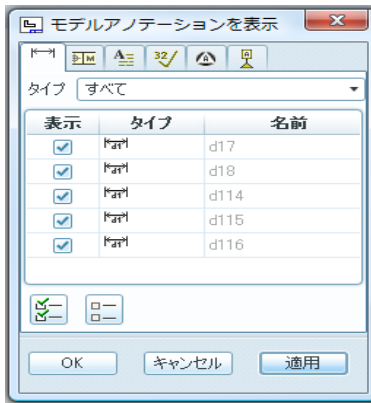 モデルアノテーションを表示
タイプ すべて
表示 タイプ 名前
d17
d18
d114
d115
d116
OK キャンセル 適用